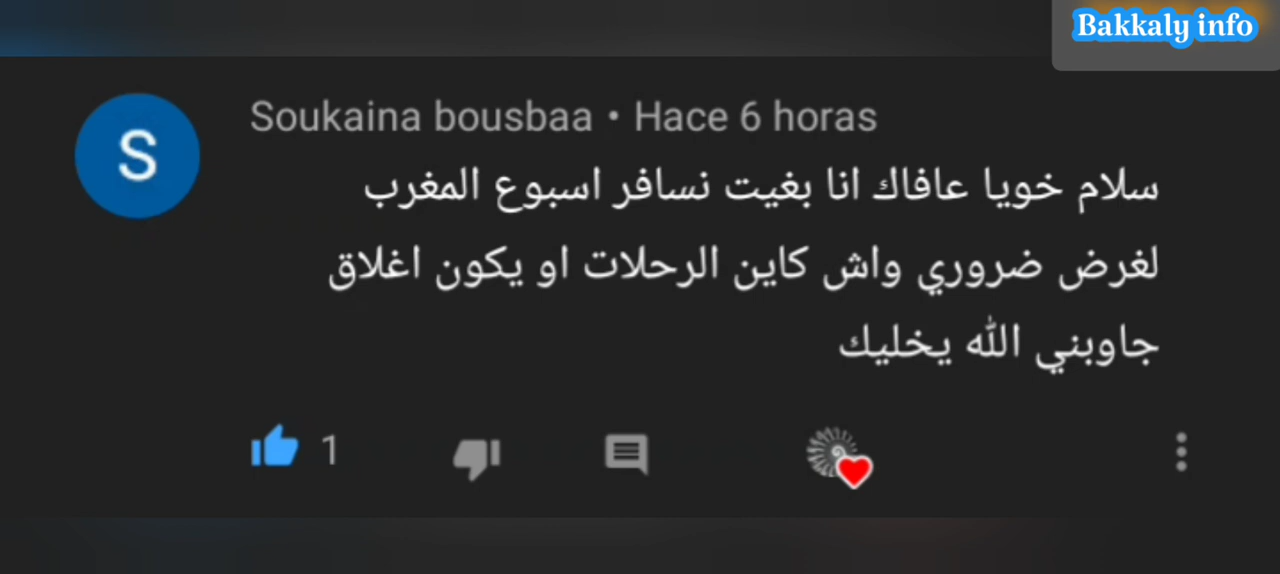 Bakkaly info
Soukaina bousbaa • Hace 6 horas
سلام خويا عافاك انا بغيت نسافر اسبوع المغرب
لغرض ضروري واش كاين الرحلات او يكون اغلاق
جاوبني الله يخليك
1